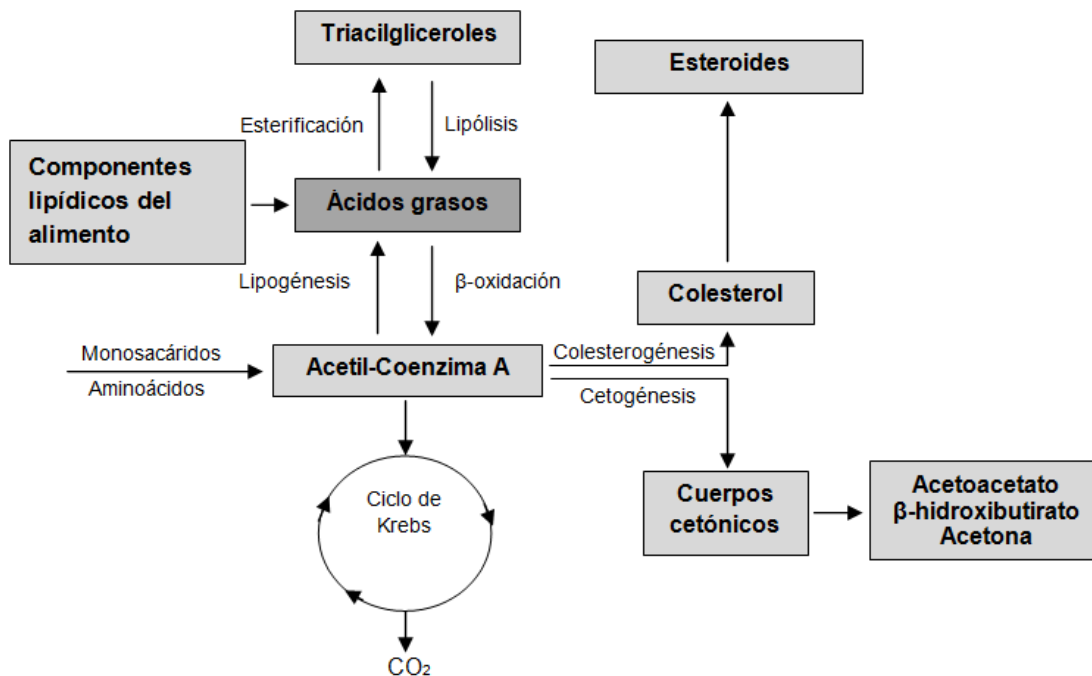 Triacilgliceroles
Esteroides
Esterificación
Lipólisis
Componentes
lipídicos del
alimento
Ácidos grasos
Lipogénesis
β-oxidación
Colesterol
Monosacáridos
Aminoácidos
Acetil-Coenzima A
Colesterogénesis
Cetogénesis
Ciclo de
Krebs
Cuerpos
cetónicos
Acetoacetato
β-hidroxibutirato
Acetona
CO₂